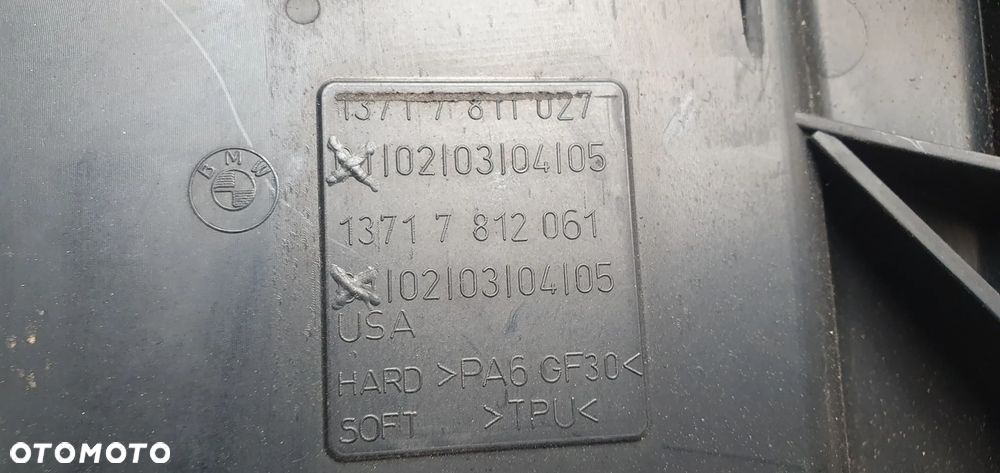 1371 7 811 027
|02|03|04|05
1371 7 812 061
|02|03|04|05
USA
HARD >PA6 GF30<
SOFT >TPU<
BMW
OTOMOTO